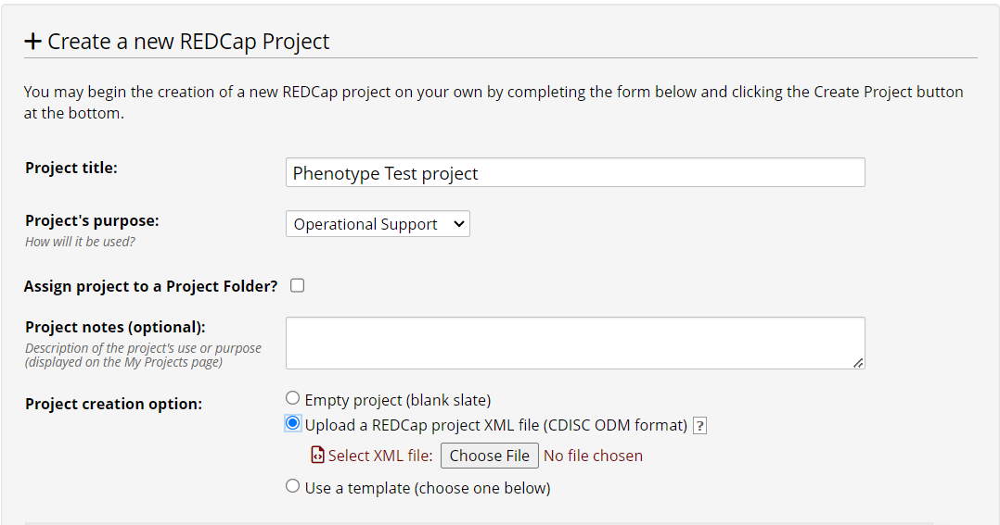 + Create a new REDCap Project
You may begin the creation of a new REDCap project on your own by completing the form below and clicking the Create Project button
at the bottom.
Project title:
Phenotype Test project
Project's purpose:
How will it be used?
Operational Support
Assign project to a Project Folder?
Project notes (optional):
Description of the project's use or purpose
(displayed on the My Projects page)
Project creation option:
Empty project (blank slate)
Upload a REDCap project XML file (CDISC ODM format) ?
Select XML file: Choose File No file chosen
Use a template (choose one below)